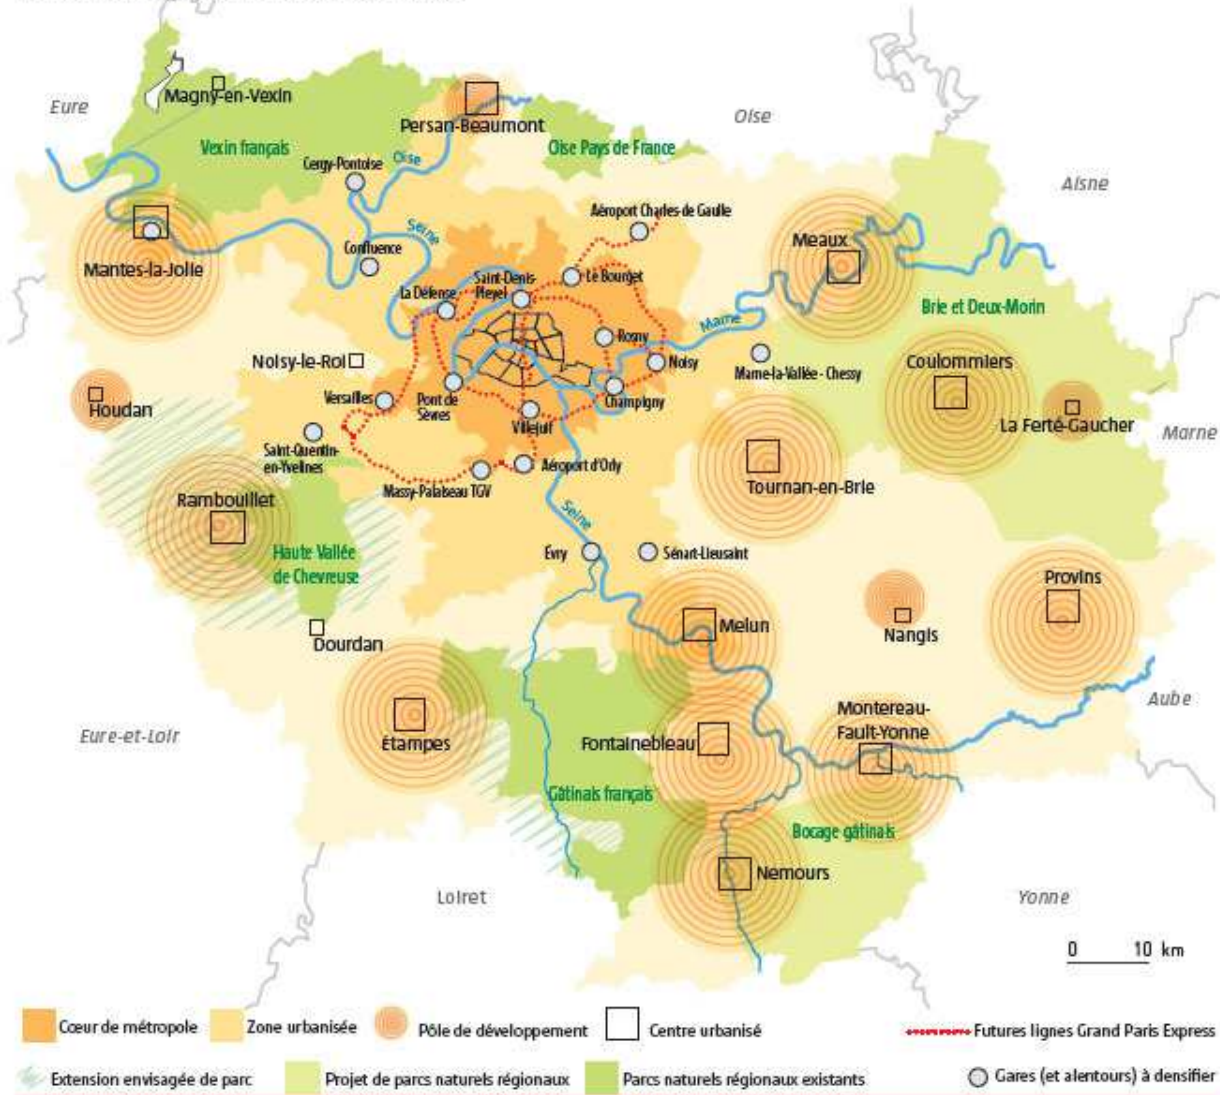 Eure
Magny-en-Vexin
Persan-Beaumont
Oise
Vexin français
Oise Pays de France
Cergy-Pontoise
Oise
Aisne
Aéroport Charles de Gaulle
Seine
Confluence
Meaux
Mantes-la-Jolie
Saint-Denis-
Pleyel
Le Bourget
La Défense
Brie et Deux-Morin
Marne
Rosny
Noisy-le-Roi
Noisy
Marne-la-Vallée - Chessy
Coulommiers
Houdan
Versailles
Pont de
Sèvres
Champigny
Villejuif
La Ferté-Gaucher
Marne
Saint-Quentin-
en-Yvelines
Massy-Palaiseau TGV
Aéroport d'Orly
Tournan-en-Brie
Rambouillet
Seine
Haute Vallée
de Chevreuse
Evry
Sénart-Lieusaint
Provins
Melun
Nangis
Dourdan
Montereau-
Fault-Yonne
Aube
Eure-et-Loir
Étampes
Fontainebleau
Gâtinais français
Bocage gâtinais
Nemours
Loiret
Yonne
0 10 km
Cœur de métropole
Zone urbanisée
Pôle de développement
Centre urbanisé
Futures lignes Grand Paris Express
Extension envisagée de parc
Projet de parcs naturels régionaux
Parcs naturels régionaux existants
Gares (et alentours) à densifier